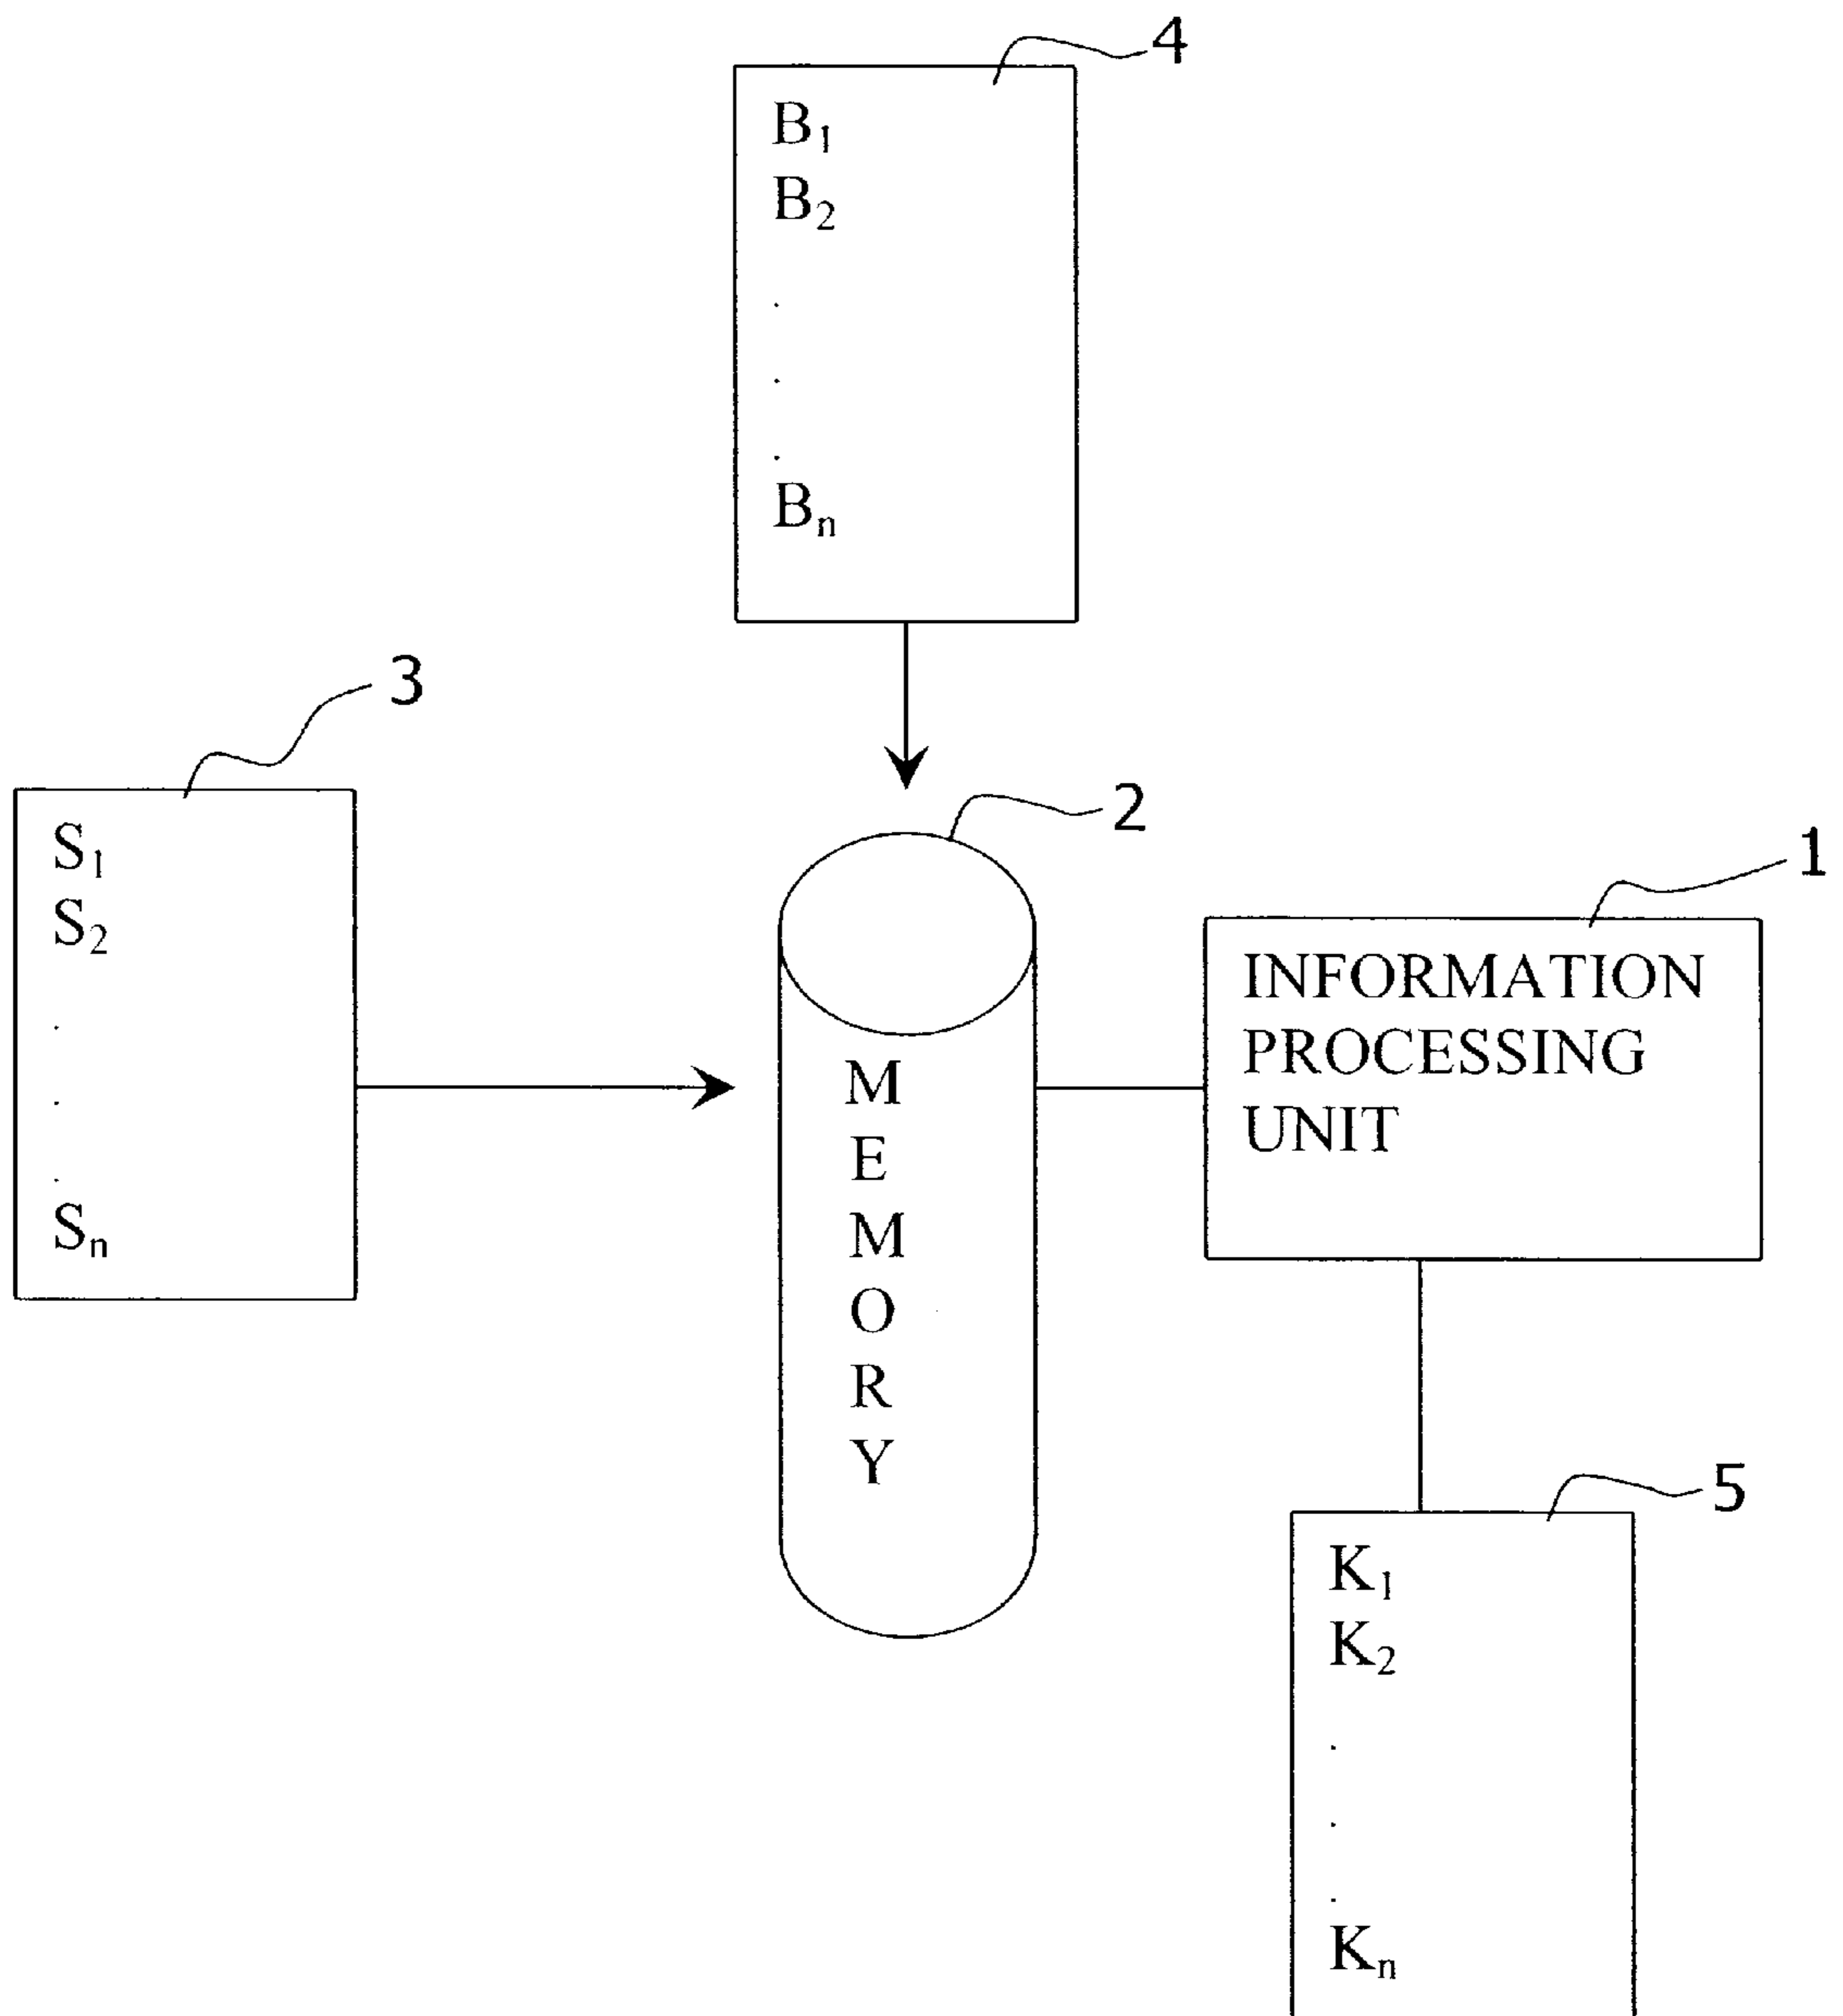 4
B₁
B₂
.
.
.
Bₙ
3
S₁
S₂
.
.
.
Sₙ
2
M
E
M
O
R
Y
1
INFORMATION
PROCESSING
UNIT
5
K₁
K₂
.
.
.
Kₙ